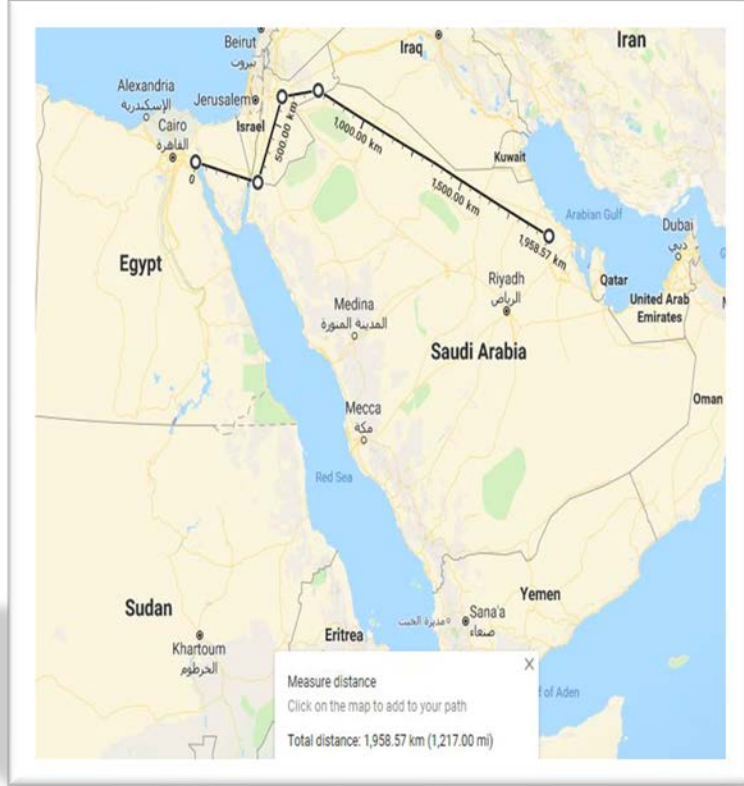 Beirut
بيروت
Iraq
Iran
Alexandria
الإسكندرية
Jerusalem
Israel
Cairo
القاهرة
0
500.00 km
1,000.00 km
1,500.00 km
1,958.57 km
Kuwait
Arabian Gulf
Dubai
دبي
Egypt
Riyadh
الرياض
Qatar
United Arab
Emirates
Medina
المدينة المنورة
Saudi Arabia
Oman
Mecca
مكة
Red Sea
Yemen
Sudan
Sana'a
صنعاء
Eritrea
Khartoum
الخرطوم
f of Aden
X
Measure distance
Click on the map to add to your path
Total distance: 1,958.57 km (1,217.00 mi)